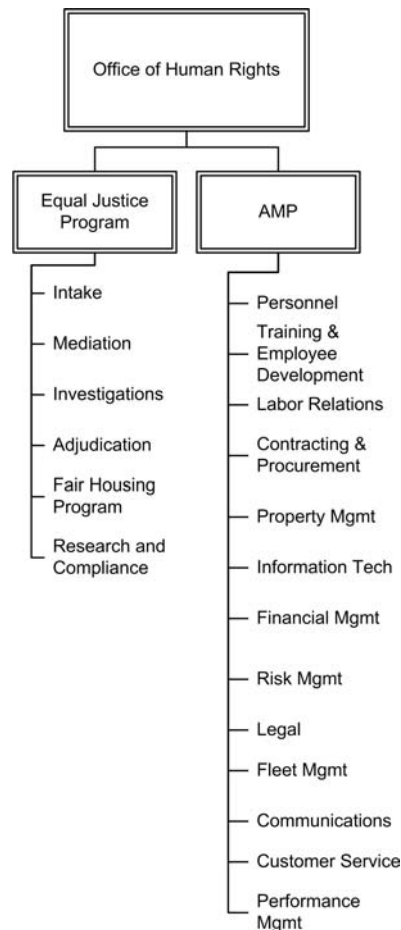 Office of Human Rights
Equal Justice
Program
AMP
Intake
Mediation
Investigations
Adjudication
Fair Housing
Program
Research and
Compliance
Personnel
Training &
Employee
Development
Labor Relations
Contracting &
Procurement
Property Mgmt
Information Tech
Financial Mgmt
Risk Mgmt
Legal
Fleet Mgmt
Communications
Customer Service
Performance
Mgmt